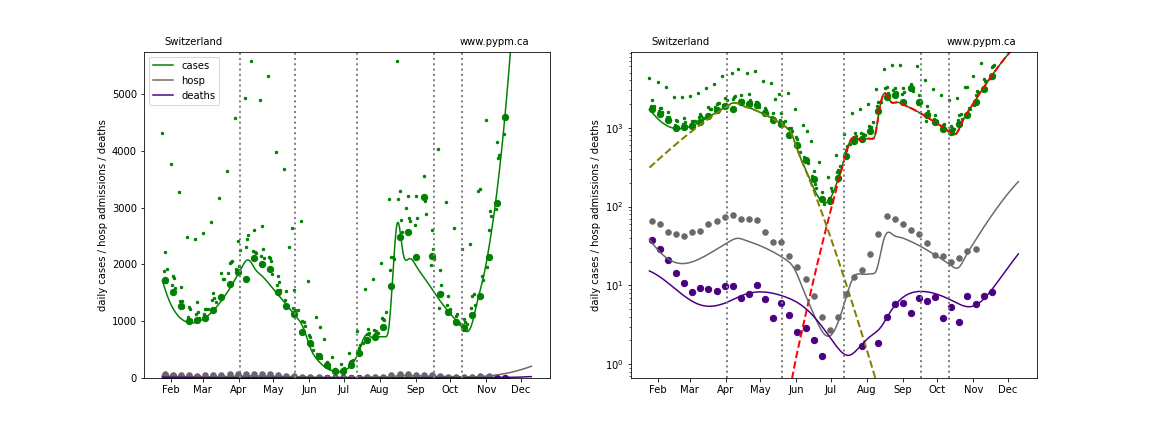 Switzerland www.pypm.ca
cases
hosp
deaths
daily cases / hosp admissions / deaths
5000
4000
3000
2000
1000
0
Feb Mar Apr May Jun Jul Aug Sep Oct Nov Dec
Switzerland www.pypm.ca
daily cases / hosp admissions / deaths
10³
10²
10¹
10⁰
Feb Mar Apr May Jun Jul Aug Sep Oct Nov Dec